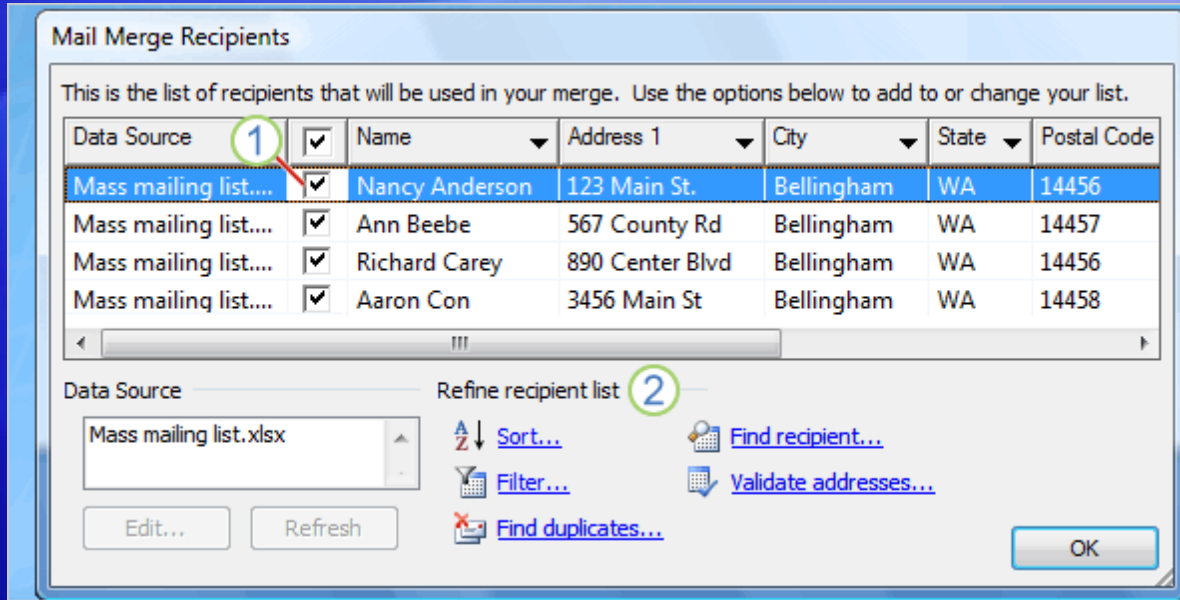 Mail Merge Recipients
This is the list of recipients that will be used in your merge. Use the options below to add to or change your list.
Data Source 1 Name Address 1 City State Postal Code
Mass mailing list.... Nancy Anderson 123 Main St. Bellingham WA 14456
Mass mailing list.... Ann Beebe 567 County Rd Bellingham WA 14457
Mass mailing list.... Richard Carey 890 Center Blvd Bellingham WA 14456
Mass mailing list.... Aaron Con 3456 Main St Bellingham WA 14458
Data Source Refine recipient list 2
Mass mailing list.xlsx A Z Sort... Find recipient...
Filter... Validate addresses...
Edit... Refresh Find duplicates...
OK